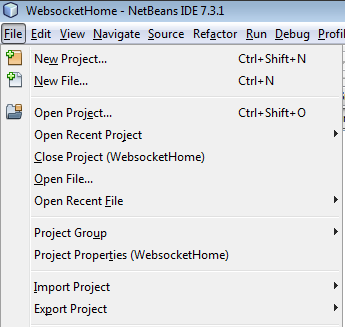 WebsocketHome - NetBeans IDE 7.3.1
File Edit View Navigate Source Refactor Run Debug Profi
New Project... Ctrl+Shift+N
New File... Ctrl+N
Open Project... Ctrl+Shift+O
Open Recent Project
Close Project (WebsocketHome)
Open File...
Open Recent File
Project Group
Project Properties (WebsocketHome)
Import Project
Export Project